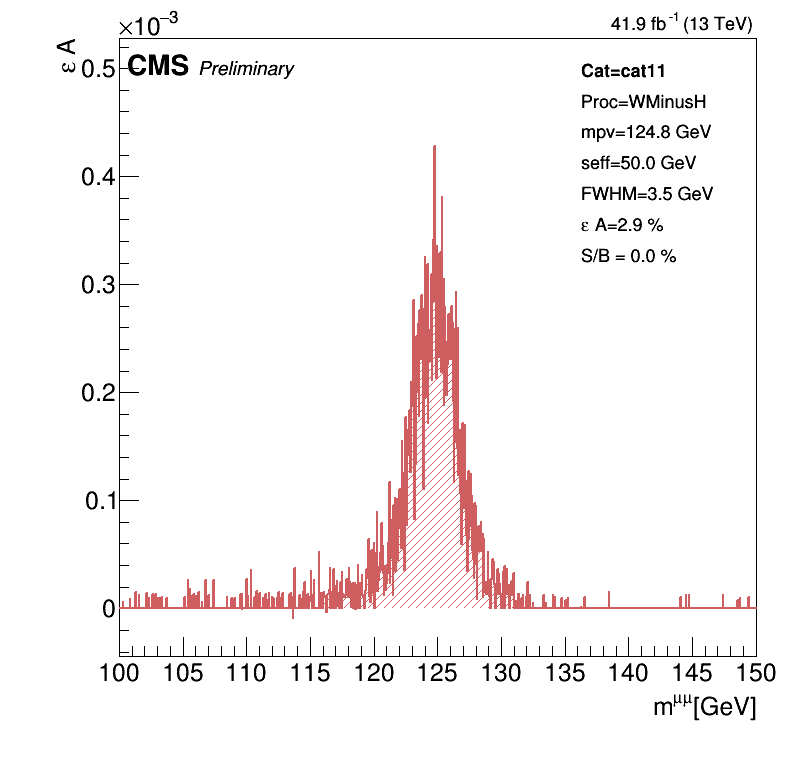 ×10⁻³
41.9 fb⁻¹ (13 TeV)
ε A
CMS Preliminary
0.5
0.4
0.3
0.2
0.1
0
Cat=cat11
Proc=WMinusH
mpv=124.8 GeV
seff=50.0 GeV
FWHM=3.5 GeV
ε A=2.9 %
S/B = 0.0 %
100 105 110 115 120 125 130 135 140 145 150
m^μμ[GeV]